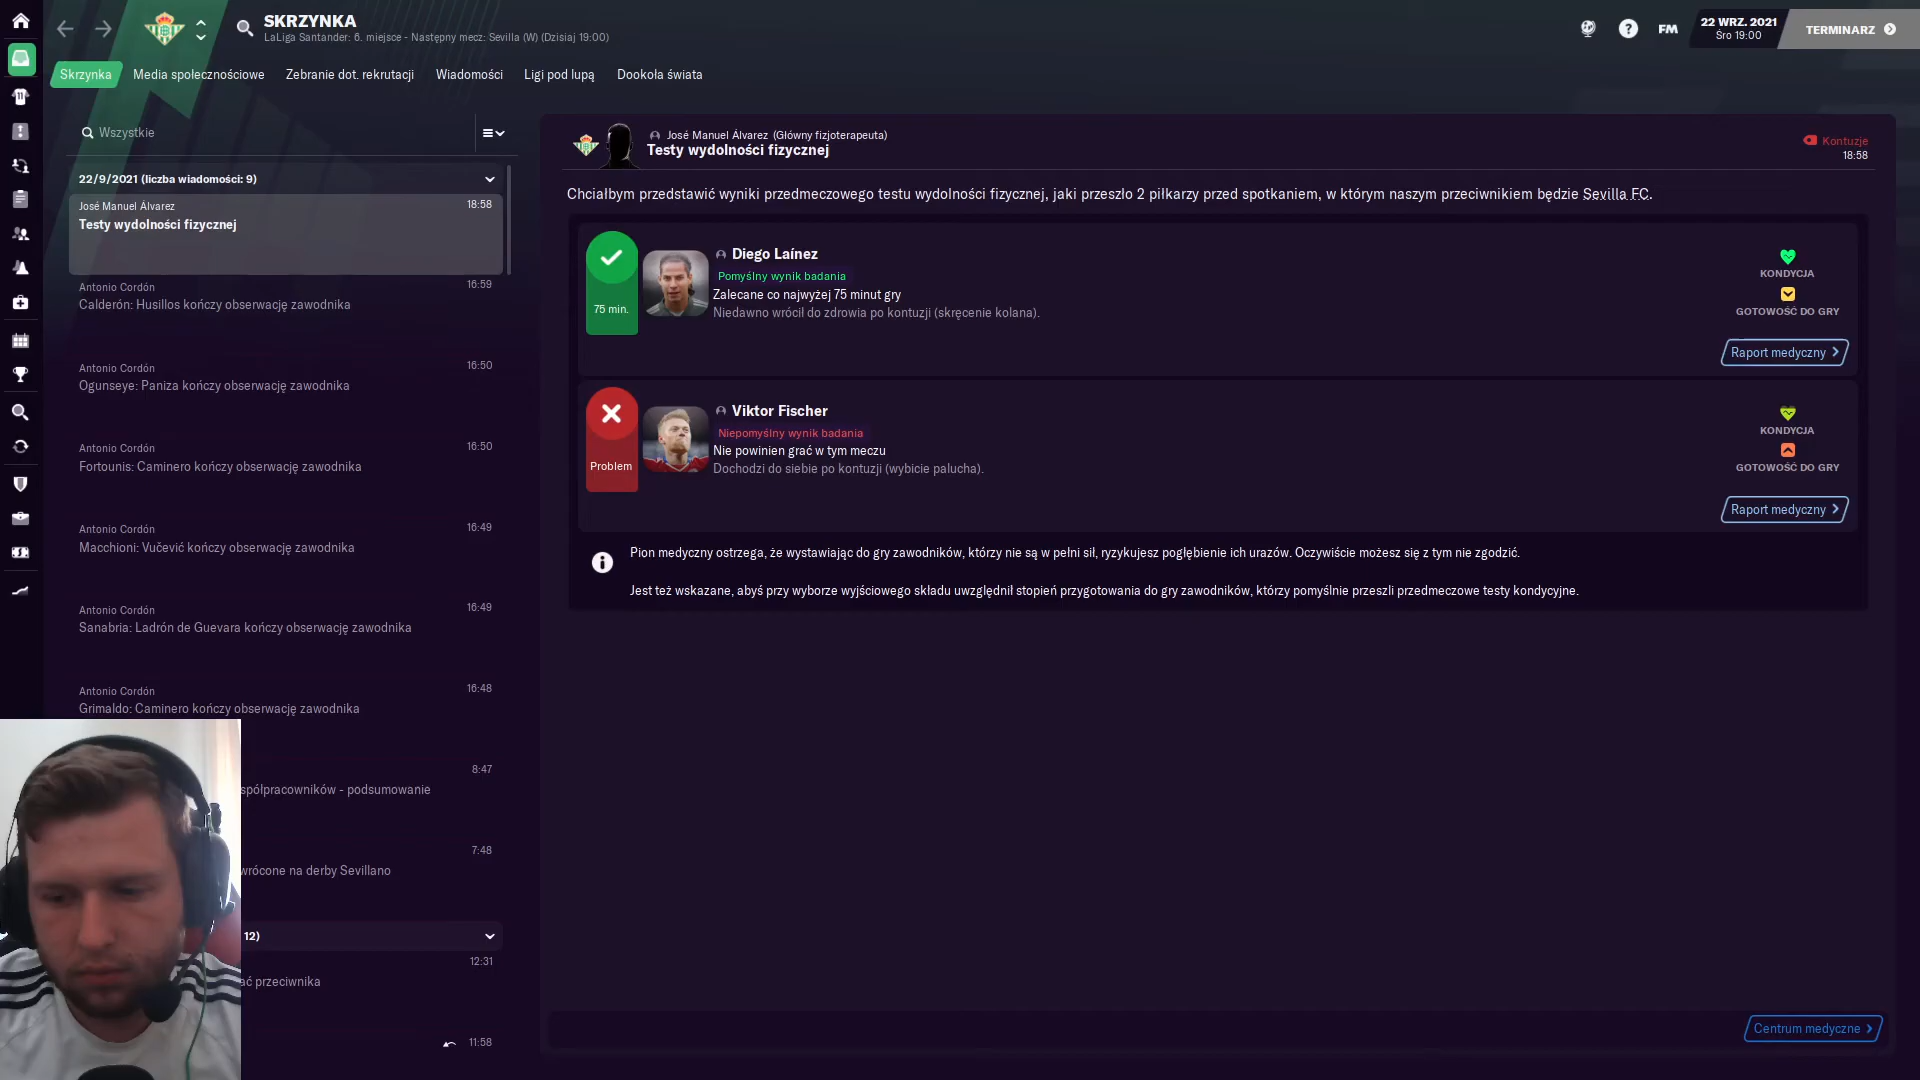 SKRZYNKA
LaLiga Santander: 6. miejsce - Następny mecz: Sevilla (W) (Dzisiaj 19:00)
FM
22 WRZ. 2021
Śro 19:00
TERMINARZ
Skrzynka
Media społecznościowe
Zebranie dot. rekrutacji
Wiadomości
Ligi pod lupą
Dookoła świata
Wszystkie
22/9/2021 (liczba wiadomości: 9)
José Manuel Álvarez 18:58
Testy wydolności fizycznej
Antonio Cordón 16:59
Calderón: Husillos kończy obserwację zawodnika
Antonio Cordón 16:50
Ogunseye: Paniza kończy obserwację zawodnika
Antonio Cordón 16:50
Fortounis: Caminero kończy obserwację zawodnika
Antonio Cordón 16:49
Macchioni: Vučević kończy obserwację zawodnika
Antonio Cordón 16:49
Sanabria: Ladrón de Guevara kończy obserwację zawodnika
Antonio Cordón 16:48
Grimaldo: Caminero kończy obserwację zawodnika
8:47
spółpracowników - podsumowanie
7:48
wrócone na derby Sevillano
12)
12:31
ać przeciwnika
11:58
José Manuel Álvarez (Główny fizjoterapeuta)
Testy wydolności fizycznej
Kontuzje
18:58
Chciałbym przedstawić wyniki przedmeczowego testu wydolności fizycznej, jaki przeszło 2 piłkarzy przed spotkaniem, w którym naszym przeciwnikiem będzie Sevilla FC.
75 min.
Diego Laínez
Pomyślny wynik badania
Zalecane co najwyżej 75 minut gry
Niedawno wrócił do zdrowia po kontuzji (skręcenie kolana).
KONDYCJA
GOTOWOŚĆ DO GRY
Raport medyczny
Problem
Viktor Fischer
Niepomyślny wynik badania
Nie powinien grać w tym meczu
Dochodzi do siebie po kontuzji (wybicie palucha).
KONDYCJA
GOTOWOŚĆ DO GRY
Raport medyczny
Pion medyczny ostrzega, że wystawiając do gry zawodników, którzy nie są w pełni sił, ryzykujesz pogłębienie ich urazów. Oczywiście możesz się z tym nie zgodzić.
Jest też wskazane, abyś przy wyborze wyjściowego składu uwzględnił stopień przygotowania do gry zawodników, którzy pomyślnie przeszli przedmeczowe testy kondycyjne.
Centrum medyczne